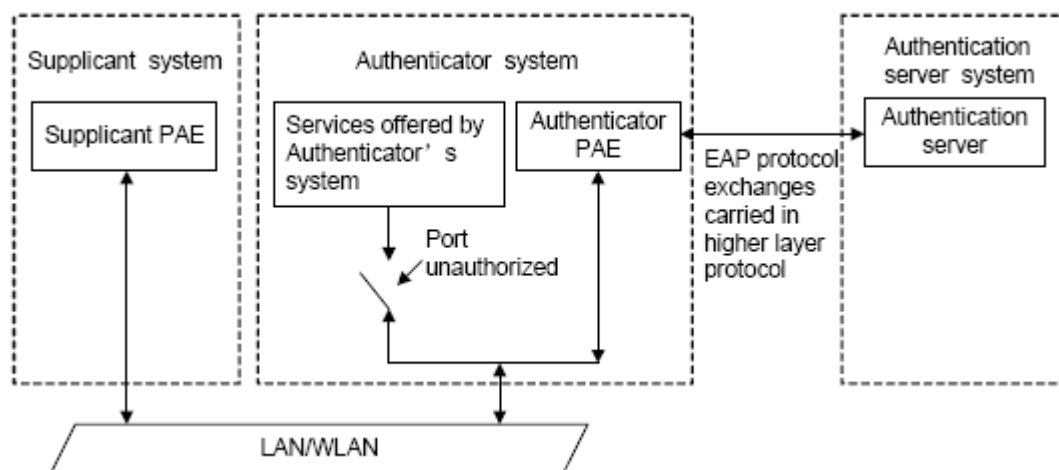 Supplicant system
Supplicant PAE
Authenticator system
Services offered by
Authenticator's
system
Authenticator
PAE
Port
unauthorized
EAP protocol
exchanges
carried in
higher layer
protocol
Authentication
server system
Authentication
server
LAN/WLAN